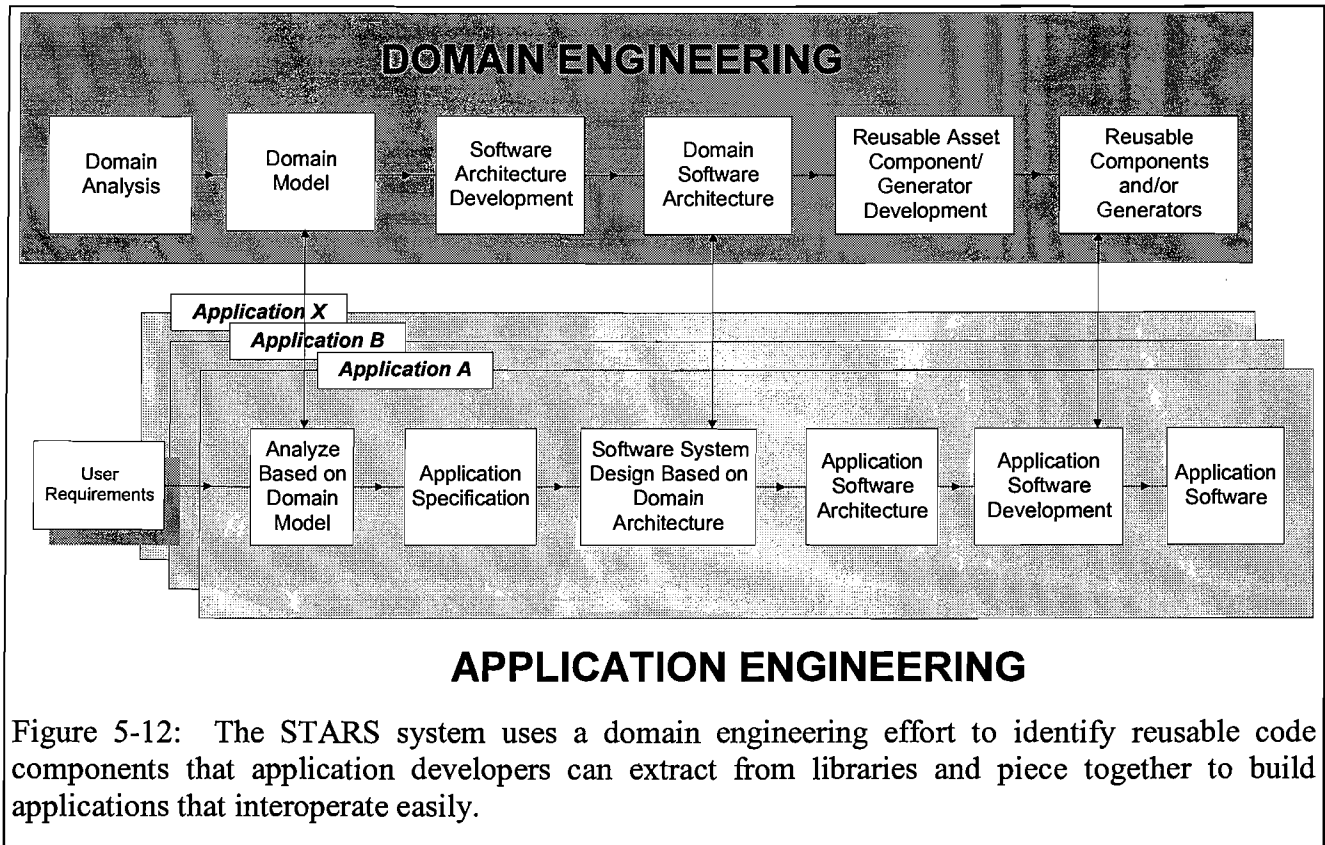 DOMAIN ENGINEERING
Domain
Analysis
Domain
Model
Software
Architecture
Development
Domain
Software
Architecture
Reusable Asset
Component/
Generator
Development
Reusable
Components
and/or
Generators
Application X
Application B
Application A
User
Requirements
Analyze
Based on
Domain
Model
Application
Specification
Software System
Design Based on
Domain
Architecture
Application
Software
Architecture
Application
Software
Development
Application
Software
APPLICATION ENGINEERING
Figure 5-12: The STARS system uses a domain engineering effort to identify reusable code
components that application developers can extract from libraries and piece together to build
applications that interoperate easily.